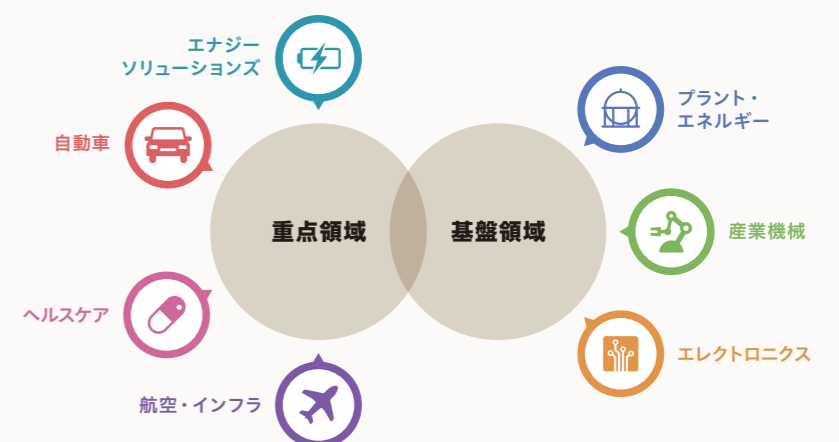 エナジー
ソリューションズ
自動車
ヘルスケア
航空・インフラ
重点領域
基盤領域
プラント・
エネルギー
産業機械
エレクトロニクス